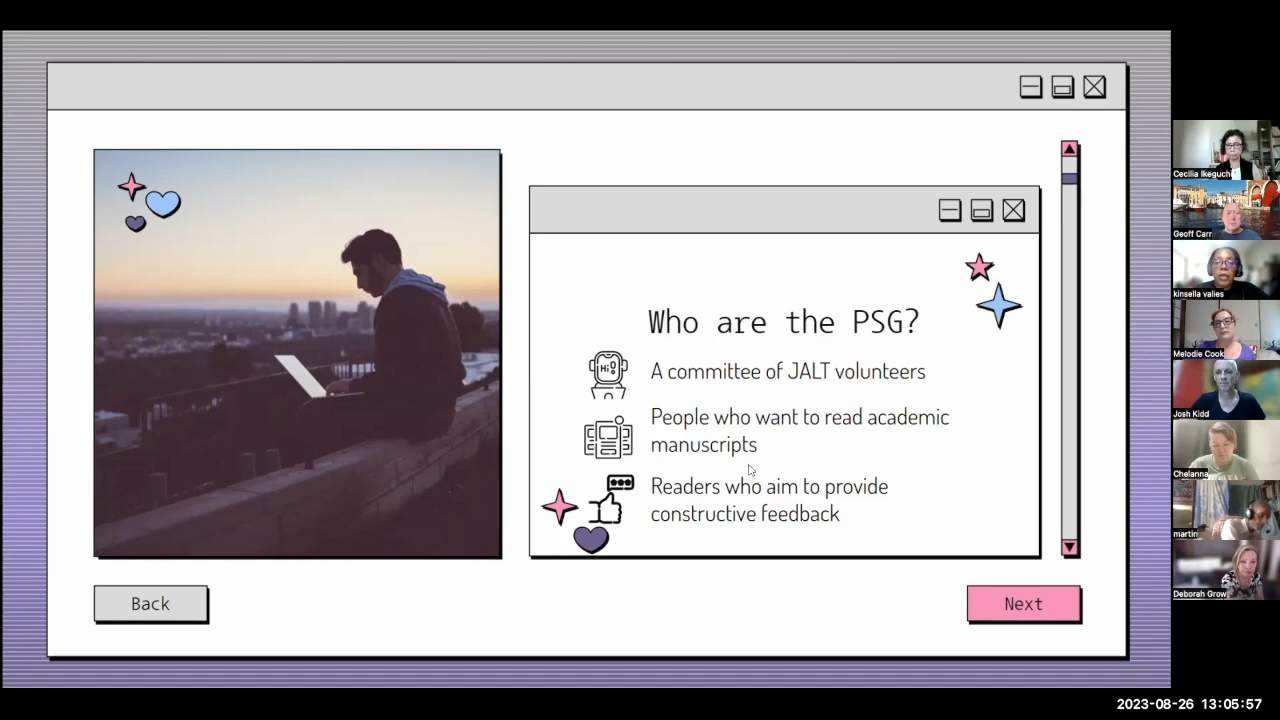 Who are the PSG?
Hi!
A committee of JALT volunteers
People who want to read academic
manuscripts
Readers who aim to provide
constructive feedback
Back
Next
Cecilia Ikeguchi
Geoff Carr
kinsella valies
Melodie Cook
Josh Kidd
Chelanna
martin
Deborah Grow
2023-08-26 13:05:57